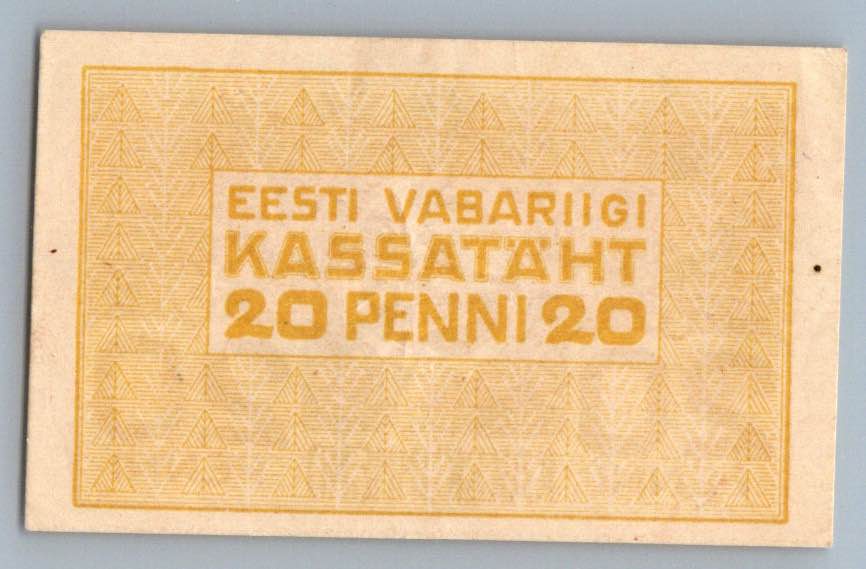 EESTI VABARIIGI
KASSATÄHT
20 PENNI 20